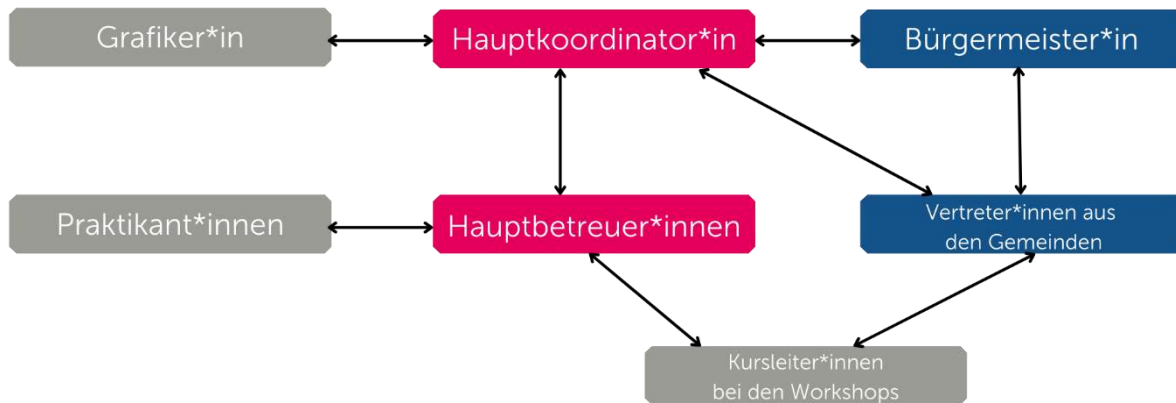 Grafiker*in
Hauptkoordinator*in
Bürgermeister*in
Praktikant*innen
Hauptbetreuer*innen
Vertreter*innen aus
den Gemeinden
Kursleiter*innen
bei den Workshops